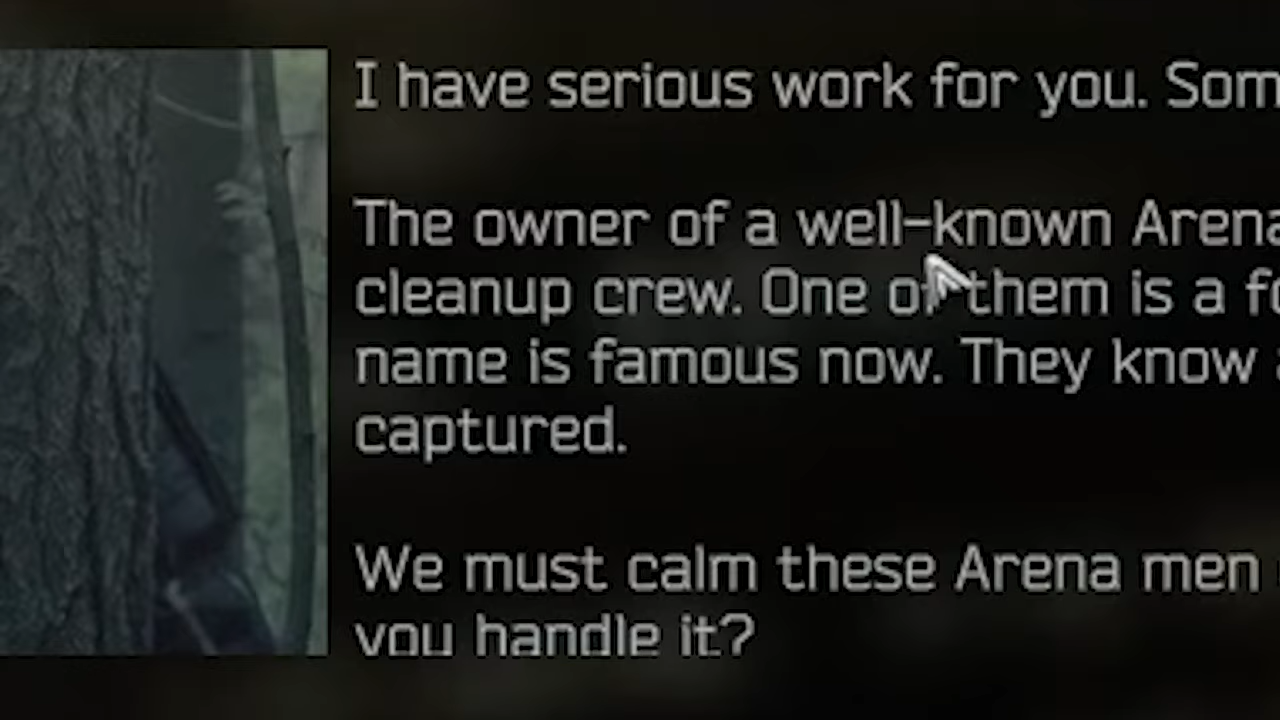 I have serious work for you. Som
The owner of a well-known Arena
cleanup crew. One of them is a fo
name is famous now. They know a
captured.
We must calm these Arena men
you handle it?